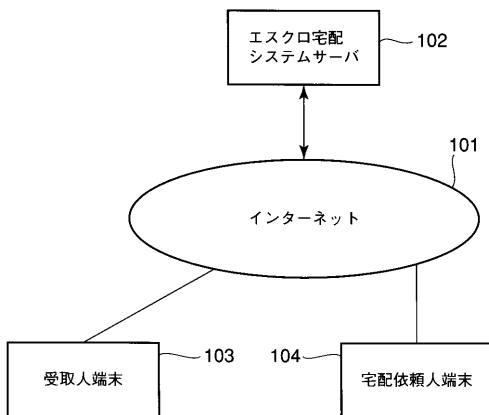 エスクロ宅配
システムサーバ
102
101
インターネット
103
104
受取人端末
宅配依頼人端末